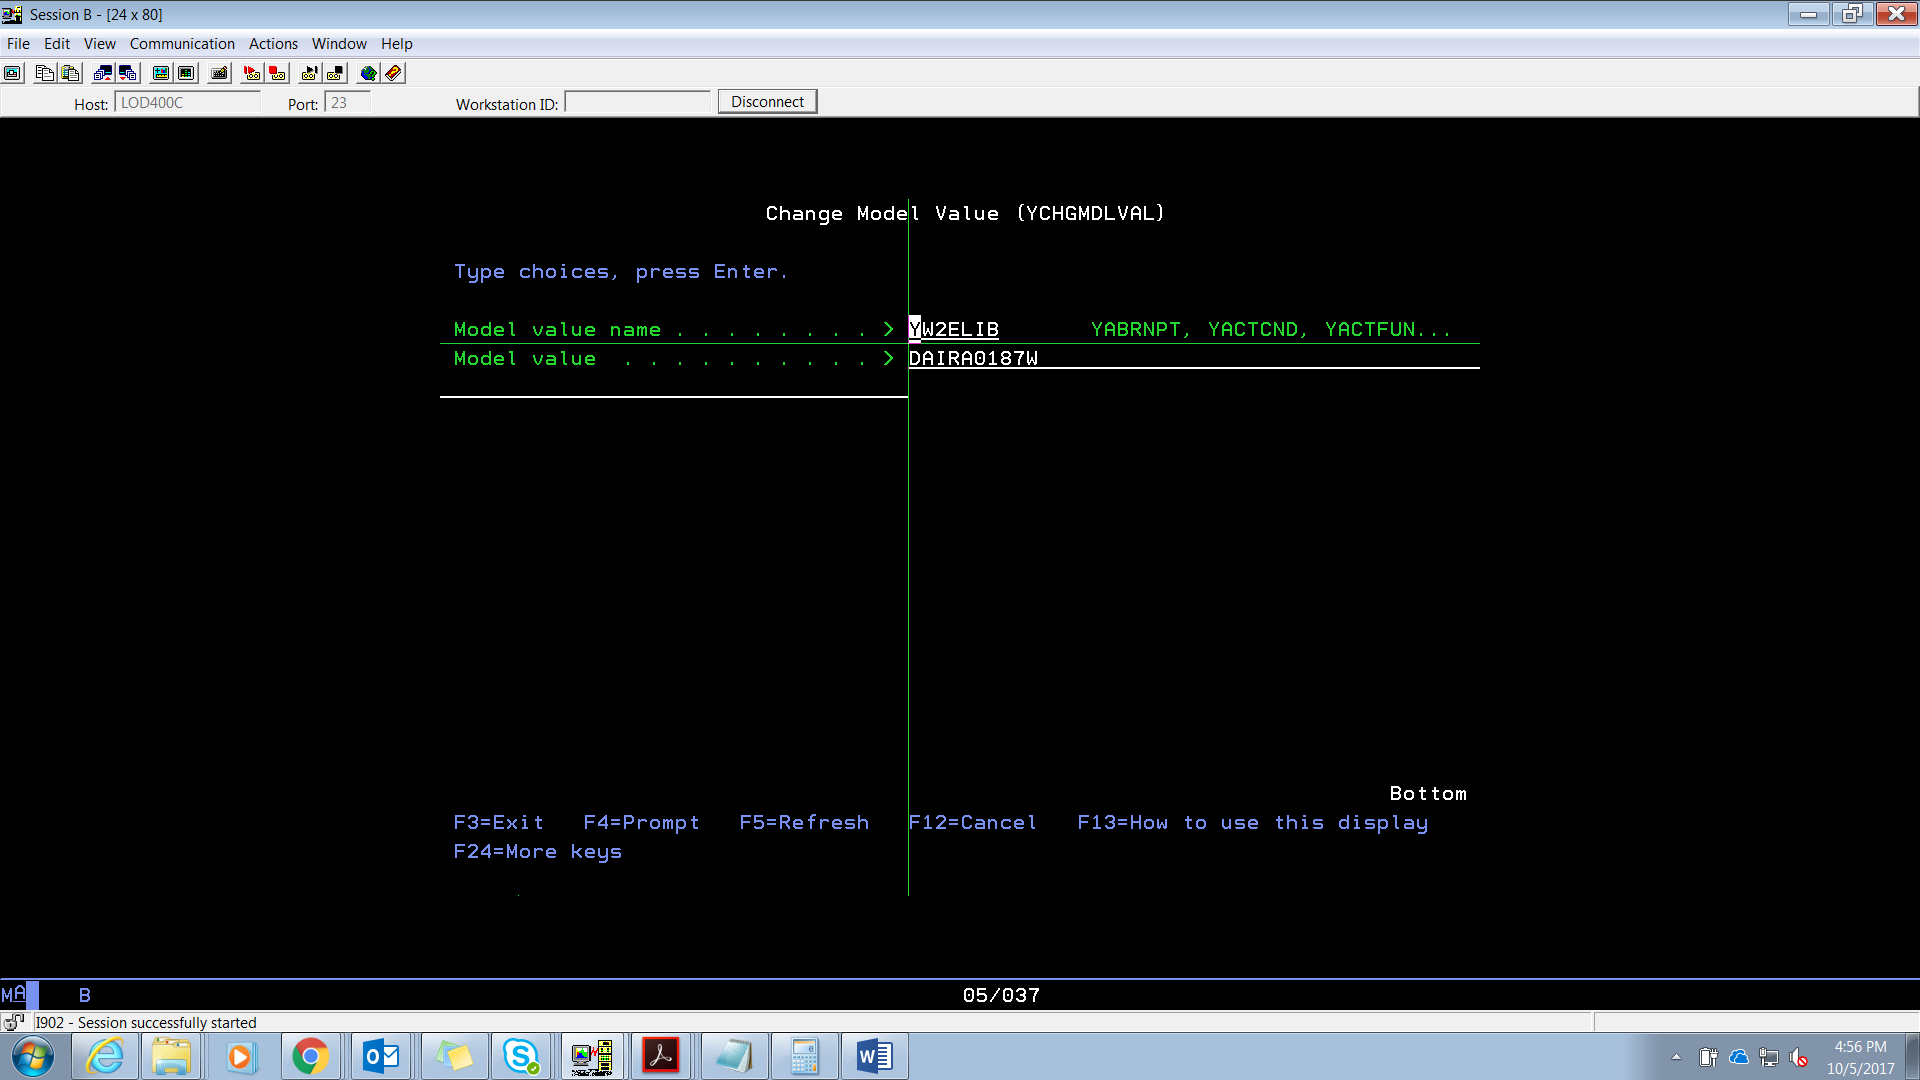 Session B - [24 x 80]
File Edit View Communication Actions Window Help
Host: LOD400C Port: 23 Workstation ID: Disconnect
Change Model Value (YCHGMDLVAL)
Type choices, press Enter.
Model value name . . . . . . . . > YW2ELIB YABRNPT, YACTCND, YACTFUN...
Model value . . . . . . . . . . > DAIRA0187W
Bottom
F3=Exit F4=Prompt F5=Refresh F12=Cancel F13=How to use this display
F24=More keys
MA B 05/037
I902 - Session successfully started
4:56 PM
10/5/2017